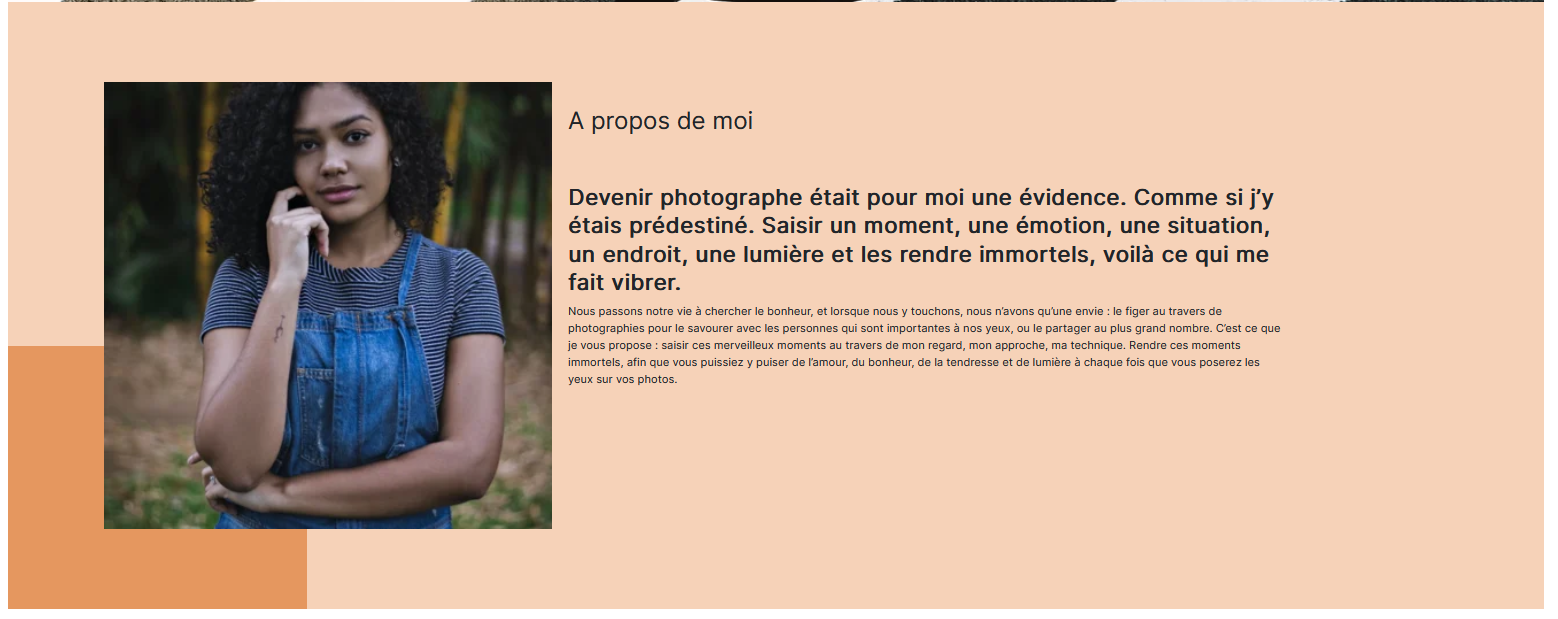 A propos de moi
Devenir photographe était pour moi une évidence. Comme si j’y
étais prédestiné. Saisir un moment, une émotion, une situation,
un endroit, une lumière et les rendre immortels, voilà ce qui me
fait vibrer.
Nous passons notre vie à chercher le bonheur, et lorsque nous y touchons, nous n’avons qu’une envie : le figer au travers de
photographies pour le savourer avec les personnes qui sont importantes à nos yeux, ou le partager au plus grand nombre. C’est ce que
je vous propose : saisir ces merveilleux moments au travers de mon regard, mon approche, ma technique. Rendre ces moments
immortels, afin que vous puissiez y puiser de l’amour, du bonheur, de la tendresse et de lumière à chaque fois que vous poserez les
yeux sur vos photos.